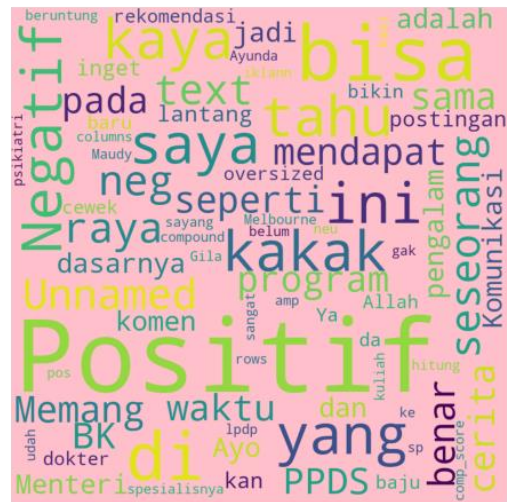 beruntung rekomendasi jadi adalah
kaya Ayunda iklann bisa
inget text bikin sama
pada lantang tahu postingan
psikiatri baru
columns saya mendapat
Maudy neg oversized
Negatif seperti ini seseorang
cewek sayang Melbourne
raya compound belum neu gak pengalam Komunikasi
dasarnya Gila kakak
Unnamed program amp Allah
komen sangat Ya da
Positif kuliah hitung
pos rows
Memang waktu dan benar cerita
udah BK di lpdp Ayo yang ke comp_score
dokter kan sp
Menteri spesialisnya PPDS baju